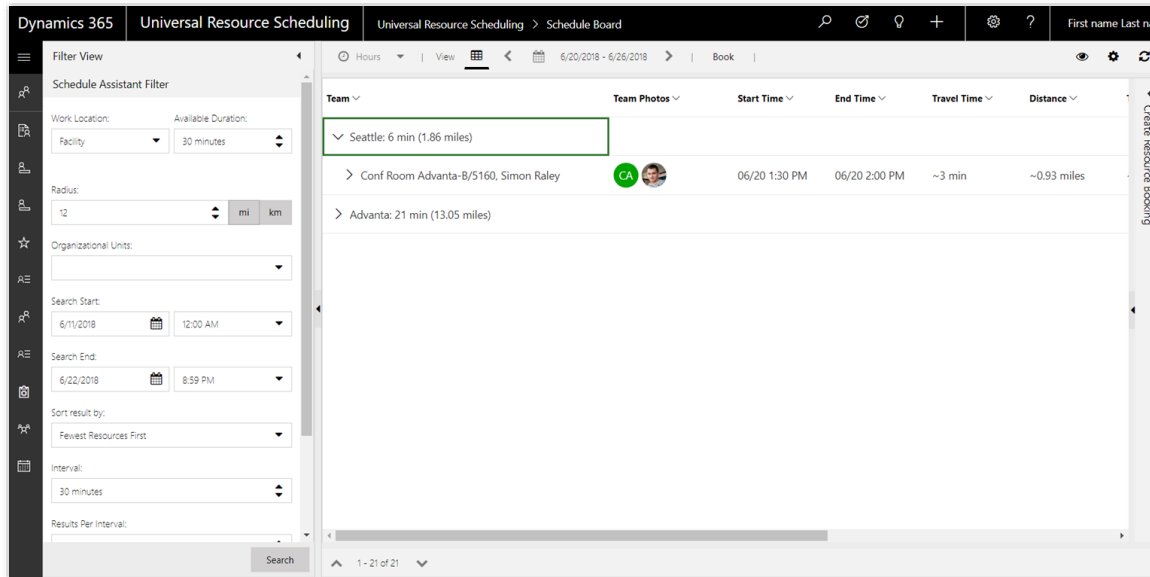 Dynamics 365 Universal Resource Scheduling Universal Resource Scheduling > Schedule Board ? First name Last na
Filter View
Schedule Assistant Filter
Work Location: Available Duration:
Facility 30 minutes
Radius:
12 mi km
Organizational Units:
Search Start:
6/11/2018 12:00 AM
Search End:
6/22/2018 8:59 PM
Sort result by:
Fewest Resources First
Interval:
30 minutes
Results Per Interval:
Search
Hours | View 6/20/2018 - 6/26/2018 | Book |
Team Team Photos Start Time End Time Travel Time Distance
Seattle: 6 min (1.86 miles)
Conf Room Advanta-B/5160, Simon Raley CA 06/20 1:30 PM 06/20 2:00 PM ~3 min ~0.93 miles
Advanta: 21 min (13.05 miles)
1 - 21 of 21
Create Resource Booking